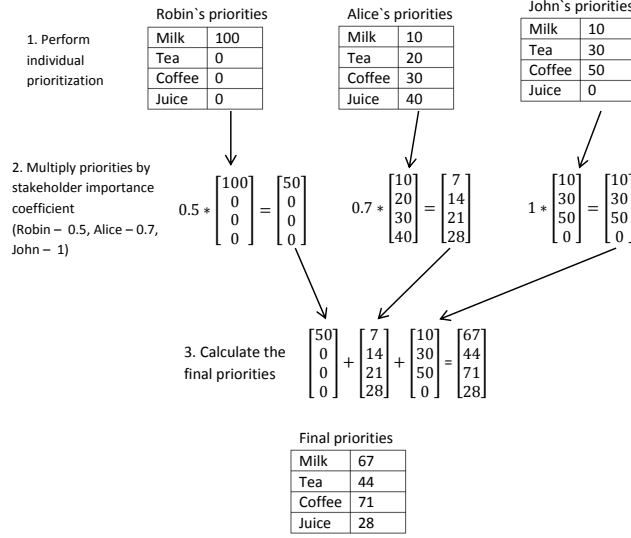 Robin`s priorities
Alice`s priorities
John`s priorities
1. Perform
individual
prioritization
Milk 100
Tea 0
Coffee 0
Juice 0
Milk 10
Tea 20
Coffee 30
Juice 40
Milk 10
Tea 30
Coffee 50
Juice 0
2. Multiply priorities by
stakeholder importance
coefficient
(Robin – 0.5, Alice – 0.7,
John – 1)
0.5 * [100 0 0 0] = [50 0 0 0]
0.7 * [10 20 30 40] = [7 14 21 28]
1 * [10 30 50 0] = [10 30 50 0]
3. Calculate the
final priorities
[50 0 0 0] + [7 14 21 28] + [10 30 50 0] = [67 44 71 28]
Final priorities
Milk 67
Tea 44
Coffee 71
Juice 28